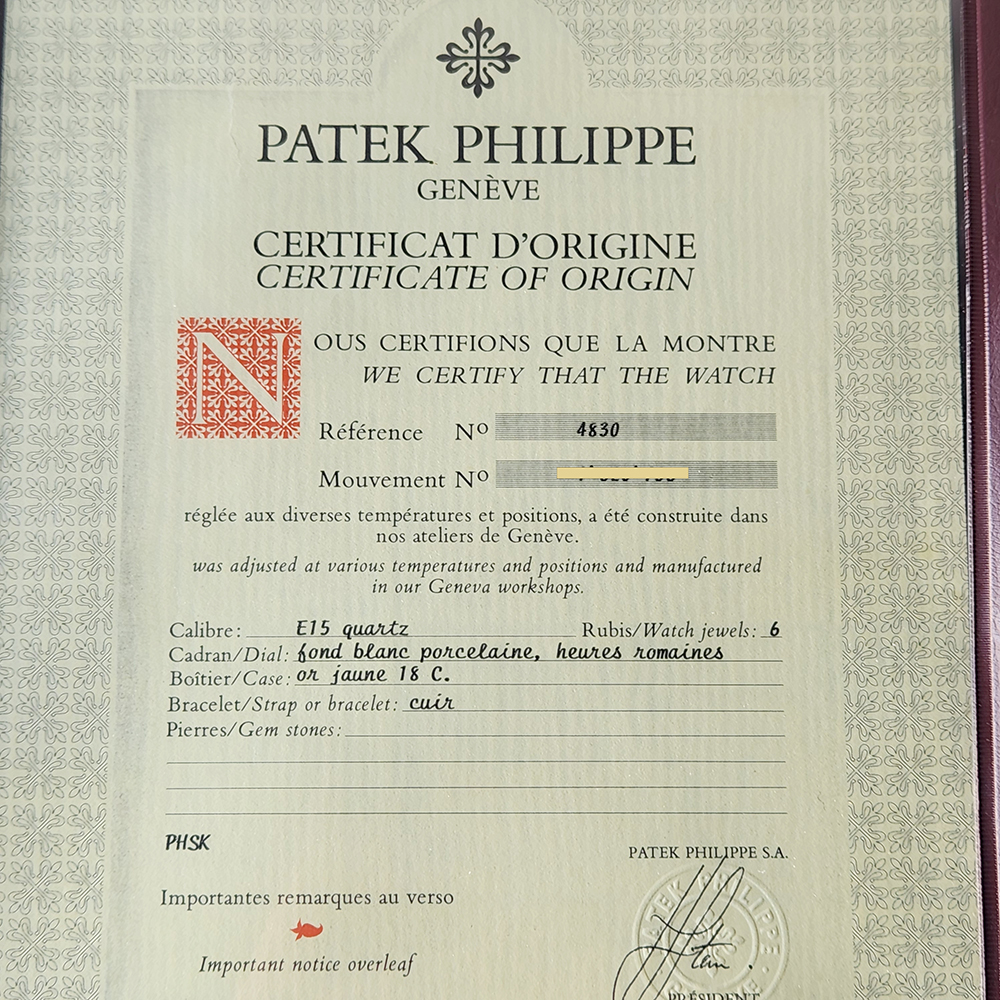 PATEK PHILIPPE
GENÈVE
CERTIFICAT D'ORIGINE
CERTIFICATE OF ORIGIN
NOUS CERTIFIONS QUE LA MONTRE
WE CERTIFY THAT THE WATCH
Référence Nº 4830
Mouvement Nº
réglée aux diverses températures et positions, a été construite dans
nos ateliers de Genève.
was adjusted at various temperatures and positions and manufactured
in our Geneva workshops.
Calibre: E15 quartz Rubis/Watch jewels: 6
Cadran/Dial: fond blanc porcelaine, heures romaines
Boîtier/Case: or jaune 18 C.
Bracelet/Strap or bracelet: cuir
Pierres/Gem stones:
PHSK
PATEK PHILIPPE S.A.
Importantes remarques au verso
Important notice overleaf
PATEK PHILIPPE
PRÉSIDENT